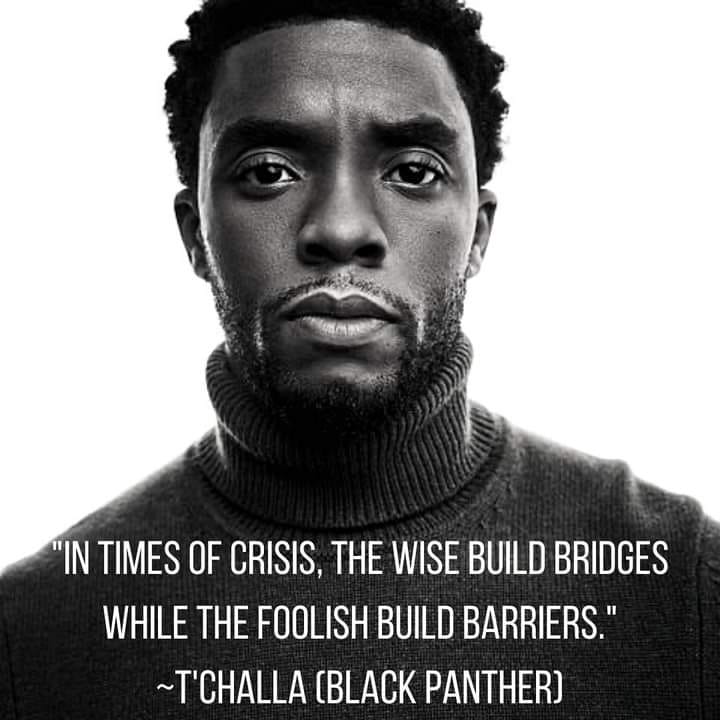 "IN TIMES OF CRISIS, THE WISE BUILD BRIDGES
WHILE THE FOOLISH BUILD BARRIERS."
~T'CHALLA (BLACK PANTHER)